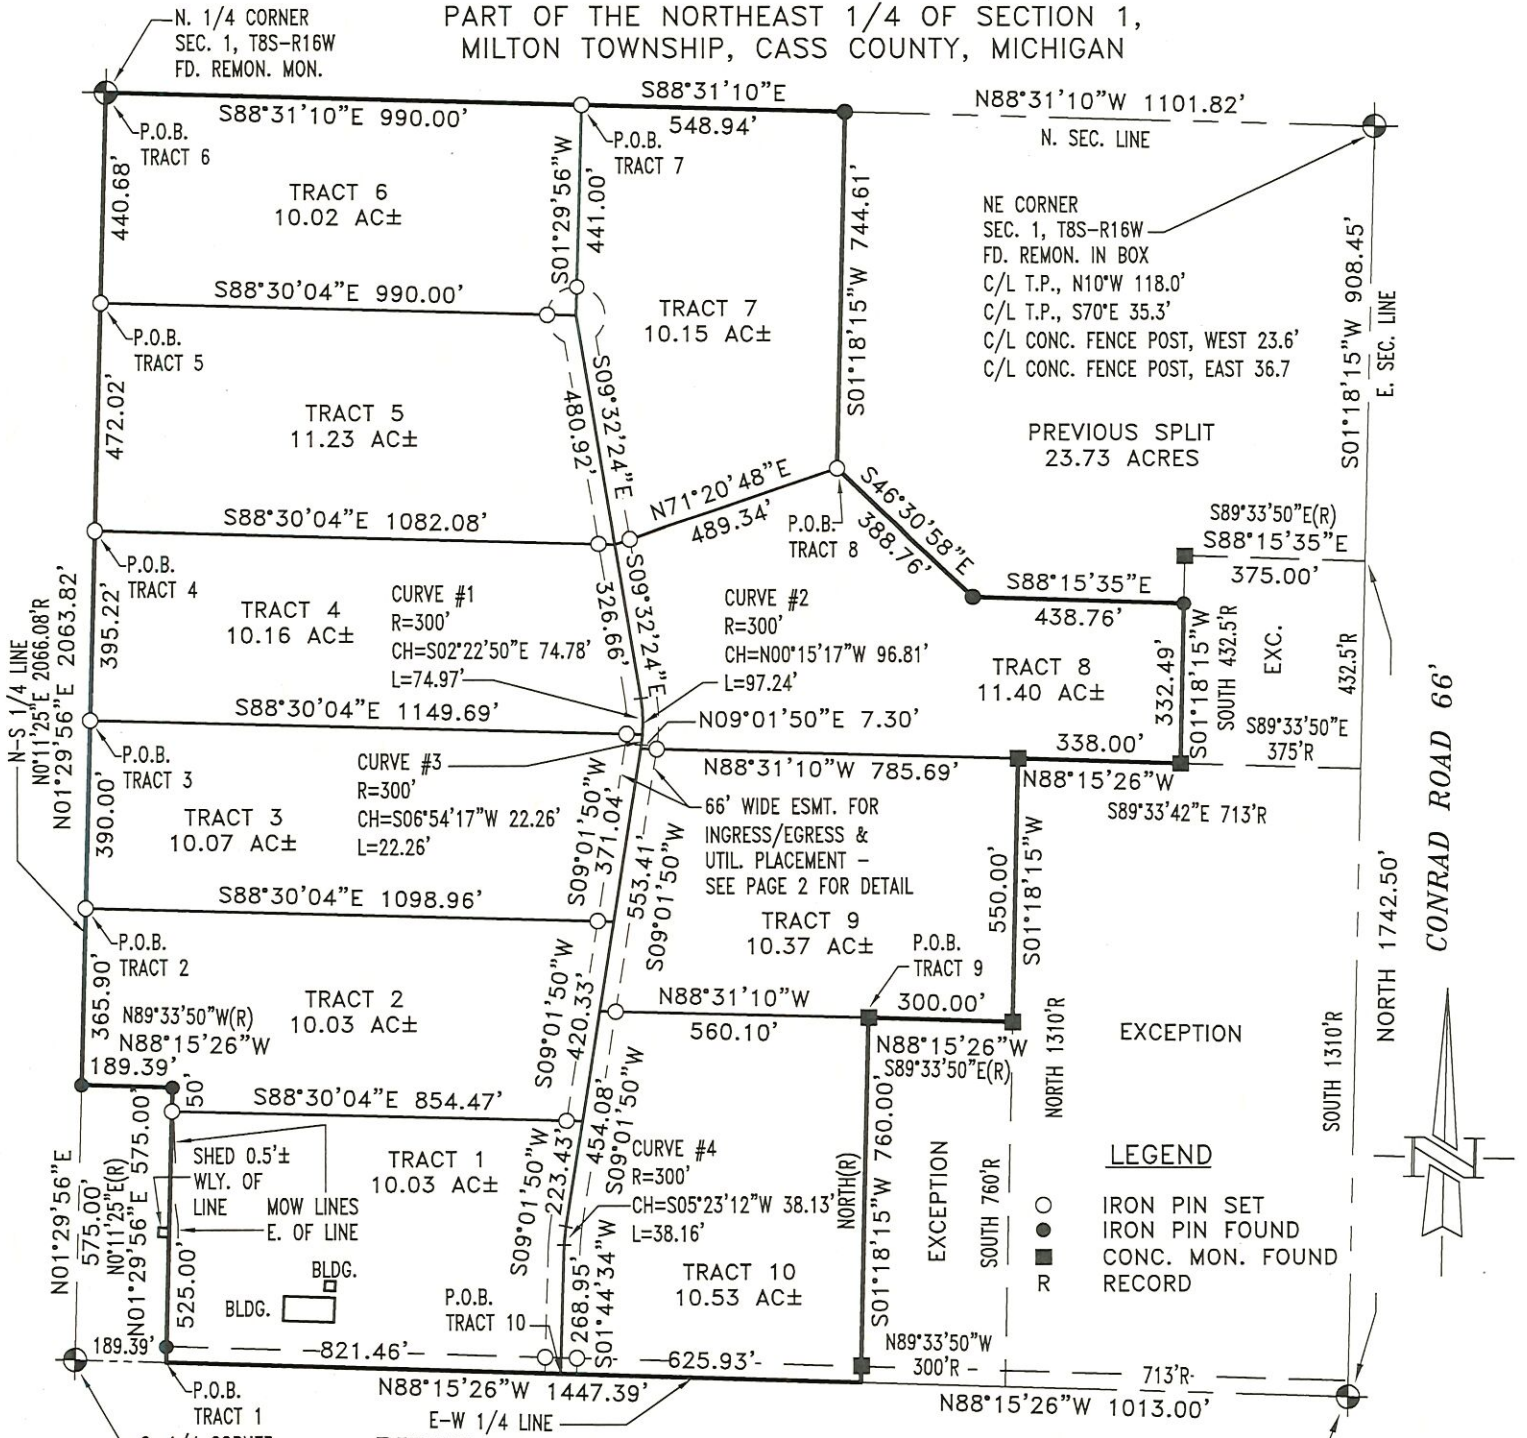 PART OF THE NORTHEAST 1/4 OF SECTION 1,
MILTON TOWNSHIP, CASS COUNTY, MICHIGAN
N. 1/4 CORNER
SEC. 1, T8S-R16W
FD. REMON. MON.
S88°31'10"E 990.00'
S88°31'10"E
548.94'
N88°31'10"W 1101.82'
N. SEC. LINE
P.O.B.
TRACT 6
P.O.B.
TRACT 7
440.68'
TRACT 6
10.02 AC±
S01°29'56"W
441.00'
S01°18'15"W 744.61'
NE CORNER
SEC. 1, T8S-R16W
FD. REMON. IN BOX
C/L T.P., N10°W 118.0'
C/L T.P., S70°E 35.3'
C/L CONC. FENCE POST, WEST 23.6'
C/L CONC. FENCE POST, EAST 36.7
S01°18'15"W 908.45'
E. SEC. LINE
S88°30'04"E 990.00'
P.O.B.
TRACT 5
TRACT 7
10.15 AC±
472.02'
TRACT 5
11.23 AC±
S09°32'24"E
480.92'
PREVIOUS SPLIT
23.73 ACRES
N71°20'48"E
489.34'
P.O.B.
TRACT 8
S46°30'58"E
388.76'
S89°33'50"E(R)
S88°15'35"E
375.00'
S88°30'04"E 1082.08'
P.O.B.
TRACT 4
395.22'
TRACT 4
10.16 AC±
CURVE #1
R=300'
CH=S02°22'50"E 74.78'
L=74.97'
326.66'
S09°32'24"E
CURVE #2
R=300'
CH=N00°15'17"W 96.81'
L=97.24'
S88°15'35"E
438.76'
TRACT 8
11.40 AC±
332.49'
S01°18'15"W
SOUTH 432.5'R
EXC.
432.5'R
N-S 1/4 LINE
N0°11'25"E 2066.08'R
N01°29'56"E 2063.82'
S88°30'04"E 1149.69'
N09°01'50"E 7.30'
338.00'
S89°33'50"E
375'R
P.O.B.
TRACT 3
CURVE #3
R=300'
CH=S06°54'17"W 22.26'
L=22.26'
N88°31'10"W 785.69'
N88°15'26"W
S89°33'42"E 713'R
390.00'
TRACT 3
10.07 AC±
S09°01'50"W
371.04'
553.41'
S09°01'50"W
66' WIDE ESMT. FOR
INGRESS/EGRESS &
UTIL. PLACEMENT -
SEE PAGE 2 FOR DETAIL
550.00'
S01°18'15"W
CONRAD ROAD 66'
S88°30'04"E 1098.96'
TRACT 9
10.37 AC±
P.O.B.
TRACT 9
P.O.B.
TRACT 2
365.90'
TRACT 2
10.03 AC±
N89°33'50"W(R)
N88°15'26"W
189.39'
50'
S09°01'50"W
420.33'
N88°31'10"W
560.10'
300.00'
N88°15'26"W
S89°33'50"E(R)
NORTH 1310'R
EXCEPTION
SOUTH 1310'R
NORTH 1742.50'
S88°30'04"E 854.47'
N01°29'56"E
575.00'
N0°11'25"E(R)
N01°29'56"E 575.00'
SHED 0.5'±
WLY. OF
LINE
MOW LINES
E. OF LINE
TRACT 1
10.03 AC±
S09°01'50"W
223.43'
454.08'
S09°01'50"W
CURVE #4
R=300'
CH=S05°23'12"W 38.13'
L=38.16'
NORTH(R)
S01°18'15"W 760.00'
EXCEPTION
SOUTH 760'R
LEGEND
IRON PIN SET
IRON PIN FOUND
CONC. MON. FOUND
R RECORD
N
525.00'
BLDG.
BLDG.
P.O.B.
TRACT 10
268.95'
S01°44'34"W
TRACT 10
10.53 AC±
189.39'
821.46'
625.93'
N89°33'50"W
300'R
713'R
P.O.B.
TRACT 1
N88°15'26"W 1447.39'
E-W 1/4 LINE
N88°15'26"W 1013.00'